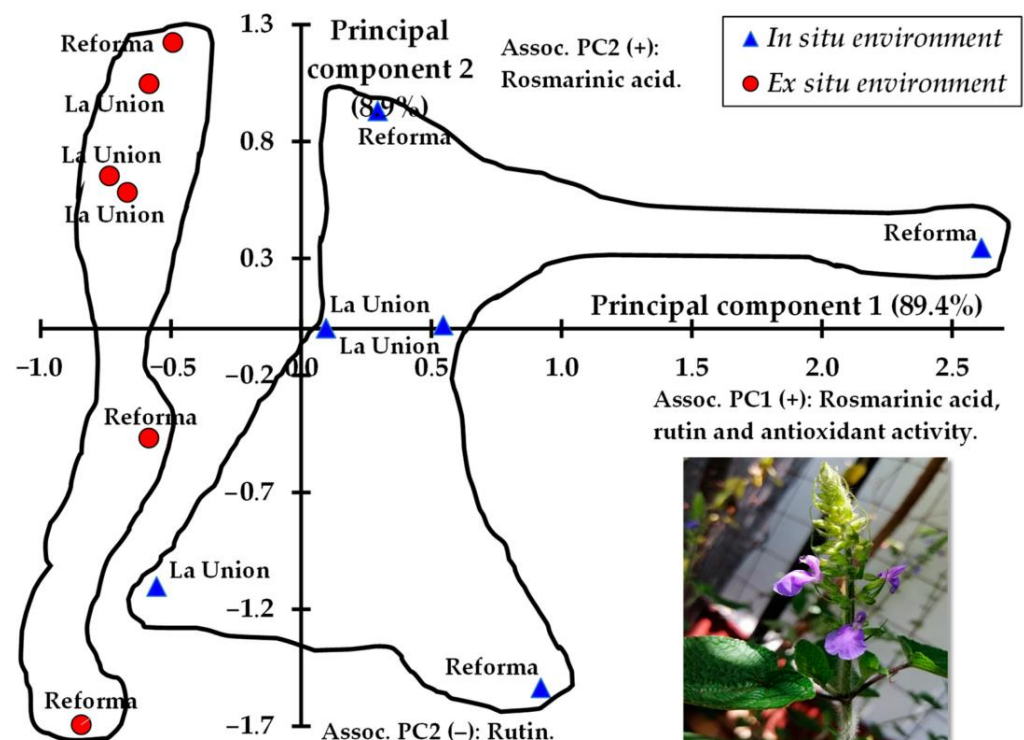 1.3
Principal
component 2
(8.9%)
Assoc. PC2 (+):
Rosmarinic acid.
In situ environment
Ex situ environment
Reforma
La Union
La Union
La Union
0.8
Reforma
0.3
Reforma
La Union
La Union
Principal component 1 (89.4%)
−1.0 −0.5 0.0 0.5 1.0 1.5 2.0 2.5
−0.2
Assoc. PC1 (+): Rosmarinic acid,
rutin and antioxidant activity.
Reforma
−0.7
La Union
−1.2
Reforma
Reforma
−1.7
Assoc. PC2 (−): Rutin.